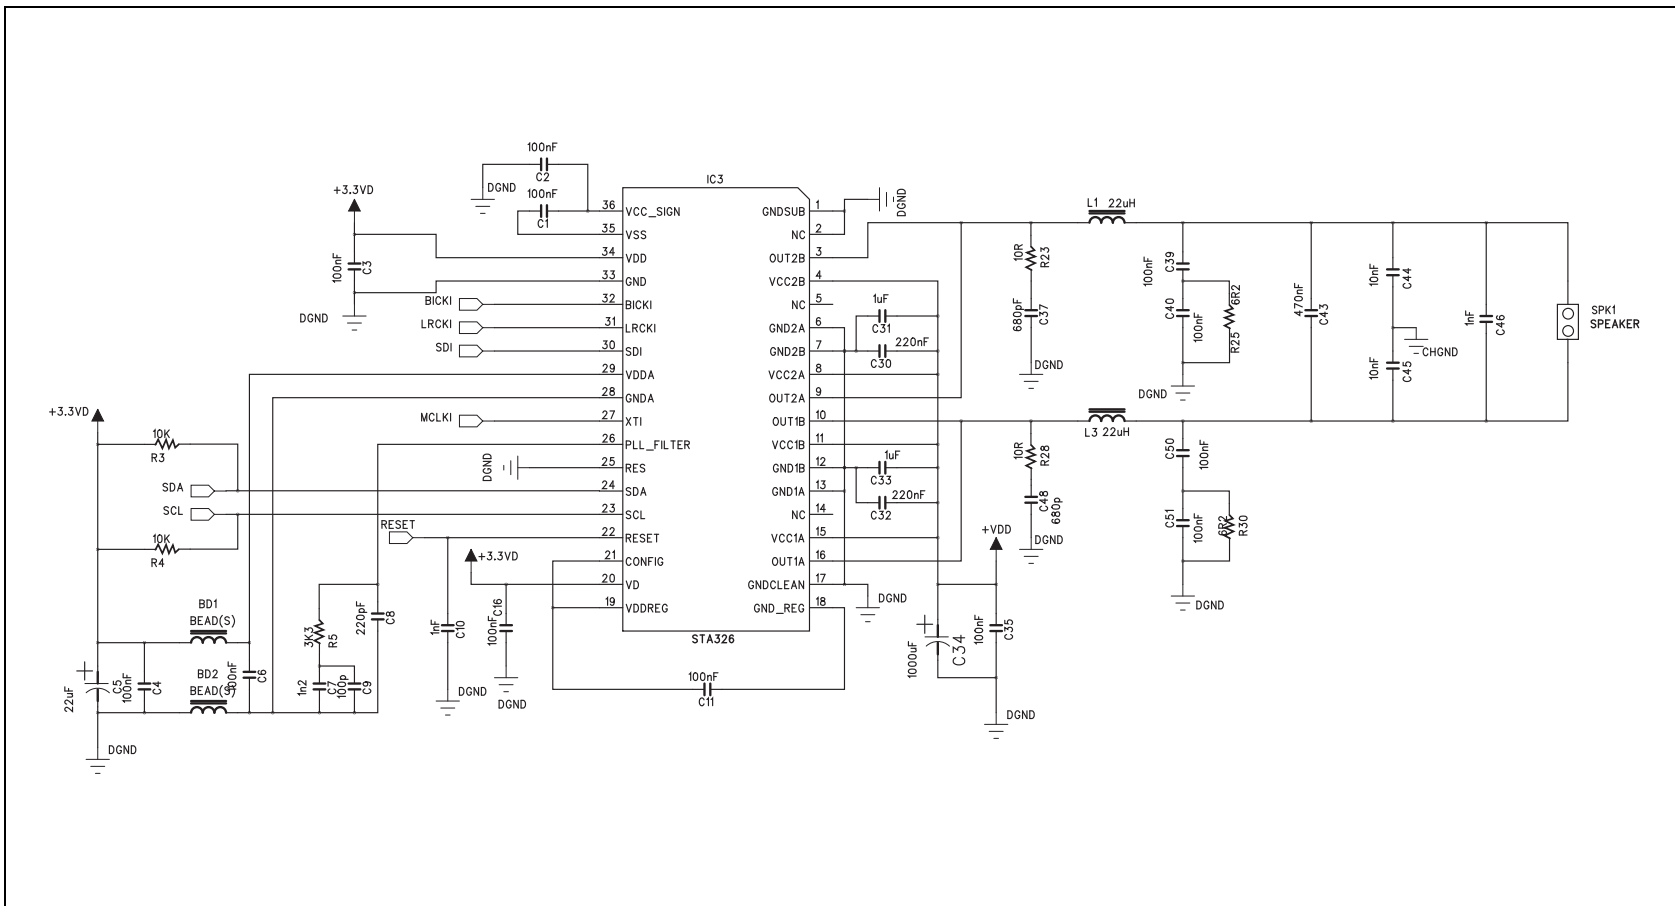 100nF
C2
DGND
100nF
C1
+3.3VD
100nF
C3
DGND
BICKI
LRCKI
SDI
MCLKI
DGND
+3.3VD
10K
R3
SDA
SCL
10K
R4
RESET
+3.3VD
BD1
BEAD(S)
BD2
BEAD(S)
22uF
C5
100nF
C4
100nF
C6
DGND
3K3
R5
220pF
C8
1n2
C7
100p
C9
1nF
C10
DGND
100nF
C16
DGND
IC3
36 VCC_SIGN
35 VSS
34 VDD
33 GND
32 BICKI
31 LRCKI
30 SDI
29 VDDA
28 GNDA
27 XTI
26 PLL_FILTER
25 RES
24 SDA
23 SCL
22 RESET
21 CONFIG
20 VD
19 VDDREG
GNDSUB 1
NC 2
OUT2B 3
VCC2B 4
NC 5
GND2A 6
GND2B 7
VCC2A 8
OUT2A 9
OUT1B 10
VCC1B 11
GND1B 12
GND1A 13
NC 14
VCC1A 15
OUT1A 16
GNDCLEAN 17
GND_REG 18
STA326
100nF
C11
DGND
1uF
C31
220nF
C30
1uF
C33
220nF
C32
DGND
+VDD
1000uF
C34
100nF
C35
DGND
L1 22uH
10R
R23
680pF
C37
DGND
100nF
C39
C40
100nF
6R2
R25
DGND
470nF
C43
10nF
C44
CHGND
10nF
C45
1nF
C46
SPK1
SPEAKER
L3 22uH
10R
R28
C48
680p
DGND
C50
100nF
C51
100nF
6R2
R30
DGND